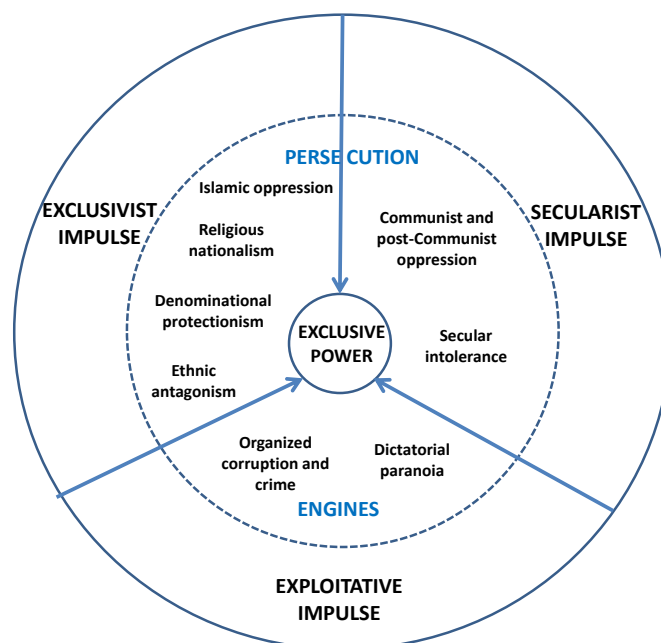 PERSE CUTION
Islamic oppression
EXCLUSIVIST
IMPULSE
Religious
nationalism
Communist and
post-Communist
oppression
SECULARIST
IMPULSE
Denominational
protectionism
EXCLUSIVE
POWER
Secular
intolerance
Ethnic
antagonism
Organized
corruption and
crime
Dictatorial
paranoia
ENGINES
EXPLOITATIVE
IMPULSE